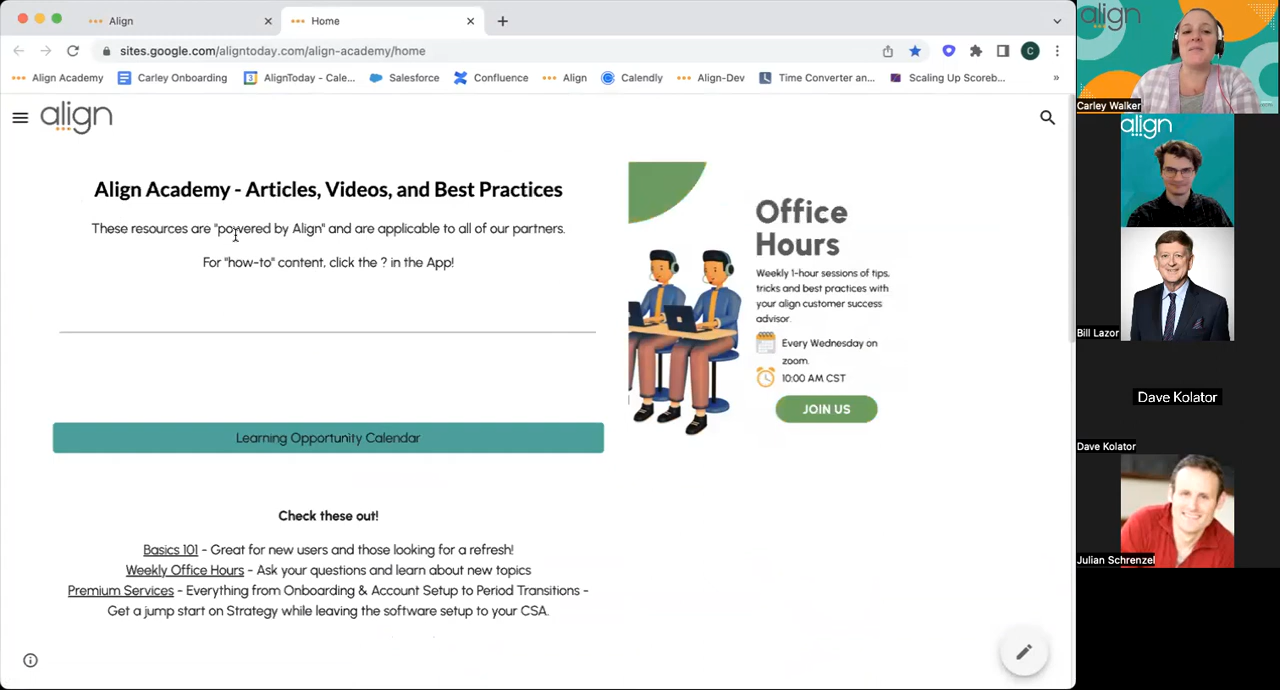 Align
Home
sites.google.com/aligntoday.com/align-academy/home
C
Align Academy
Carley Onboarding
AlignToday - Cale...
Salesforce
Confluence
Align
Calendly
Align-Dev
Time Converter an...
Scaling Up Scoreb...
»
align
Align Academy - Articles, Videos, and Best Practices
These resources are "powered by Align" and are applicable to all of our partners.
For "how-to" content, click the ? in the App!
Learning Opportunity Calendar
Check these out!
Basics 101 - Great for new users and those looking for a refresh!
Weekly Office Hours - Ask your questions and learn about new topics
Premium Services - Everything from Onboarding & Account Setup to Period Transitions -
Get a jump start on Strategy while leaving the software setup to your CSA.
Office
Hours
Weekly 1-hour sessions of tips,
tricks and best practices with
your align customer success
advisor.
Every Wednesday on
zoom.
10:00 AM CST
JOIN US
align
Carley Walker
align
Bill Lazor
Dave Kolator
Dave Kolator
Julian Schrenzel